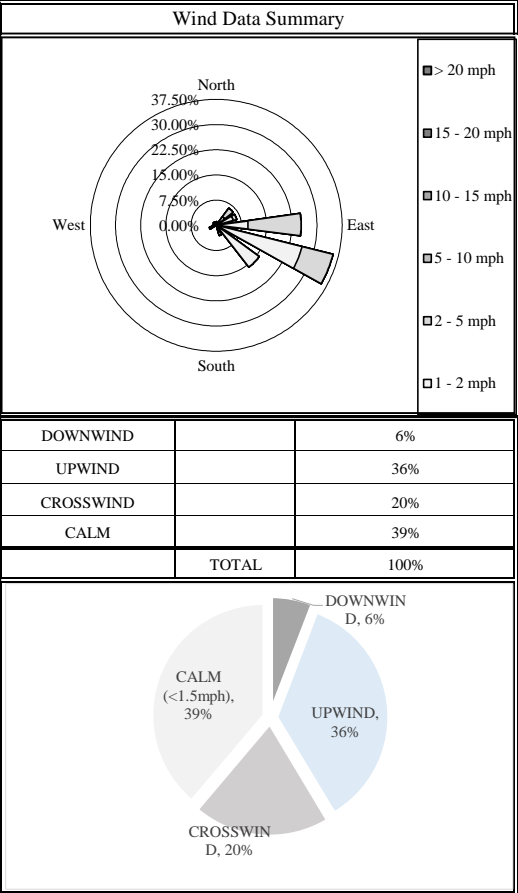 Wind Data Summary
North
37.50%
30.00%
22.50%
15.00%
7.50%
0.00%
West
East
South
> 20 mph
15 - 20 mph
10 - 15 mph
5 - 10 mph
2 - 5 mph
1 - 2 mph
DOWNWIND 6%
UPWIND 36%
CROSSWIND 20%
CALM 39%
TOTAL 100%
DOWNWIN
D, 6%
CALM
(<1.5mph),
39%
UPWIND,
36%
CROSSWIN
D, 20%